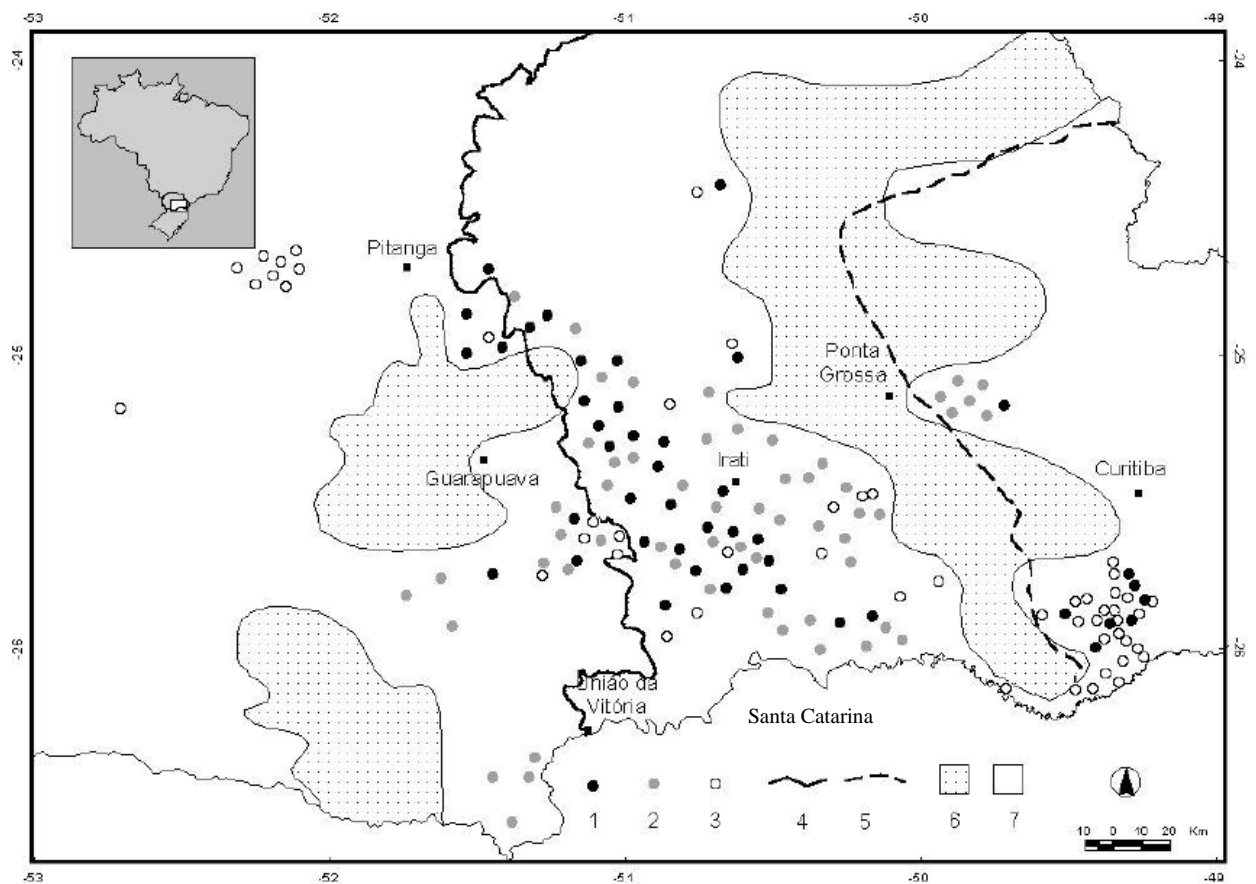 -53 -52 -51 -50 -49
-24 -24
Pitanga
-25 -25
Ponta
Grossa
Irati
Guarapuava
Curitiba
-26 -26
União da
Vitória
Santa Catarina
1 2 3 4 5 6 7
10 0 10 20 Km
-53 -52 -51 -50 -49